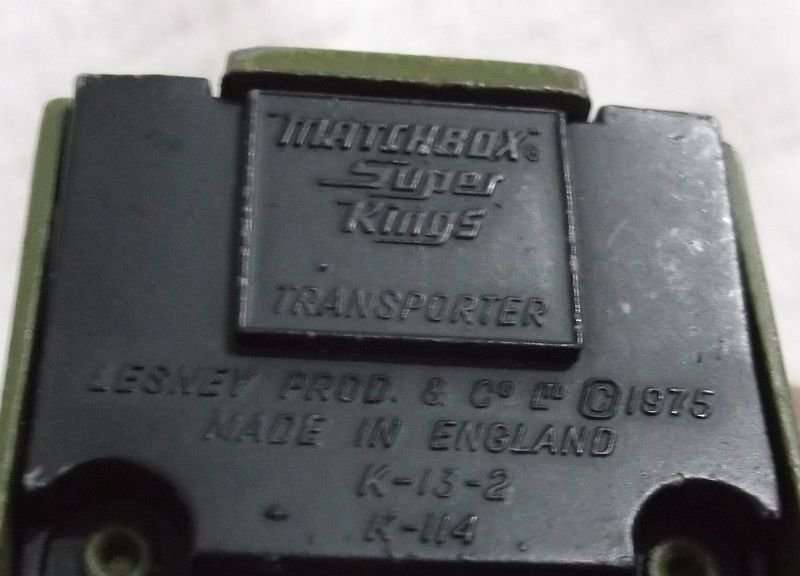 MATCHBOX®
Super
Kings
TRANSPORTER
LESNEY PROD. & Co LTD ©1975
MADE IN ENGLAND
K-13-2
K-114